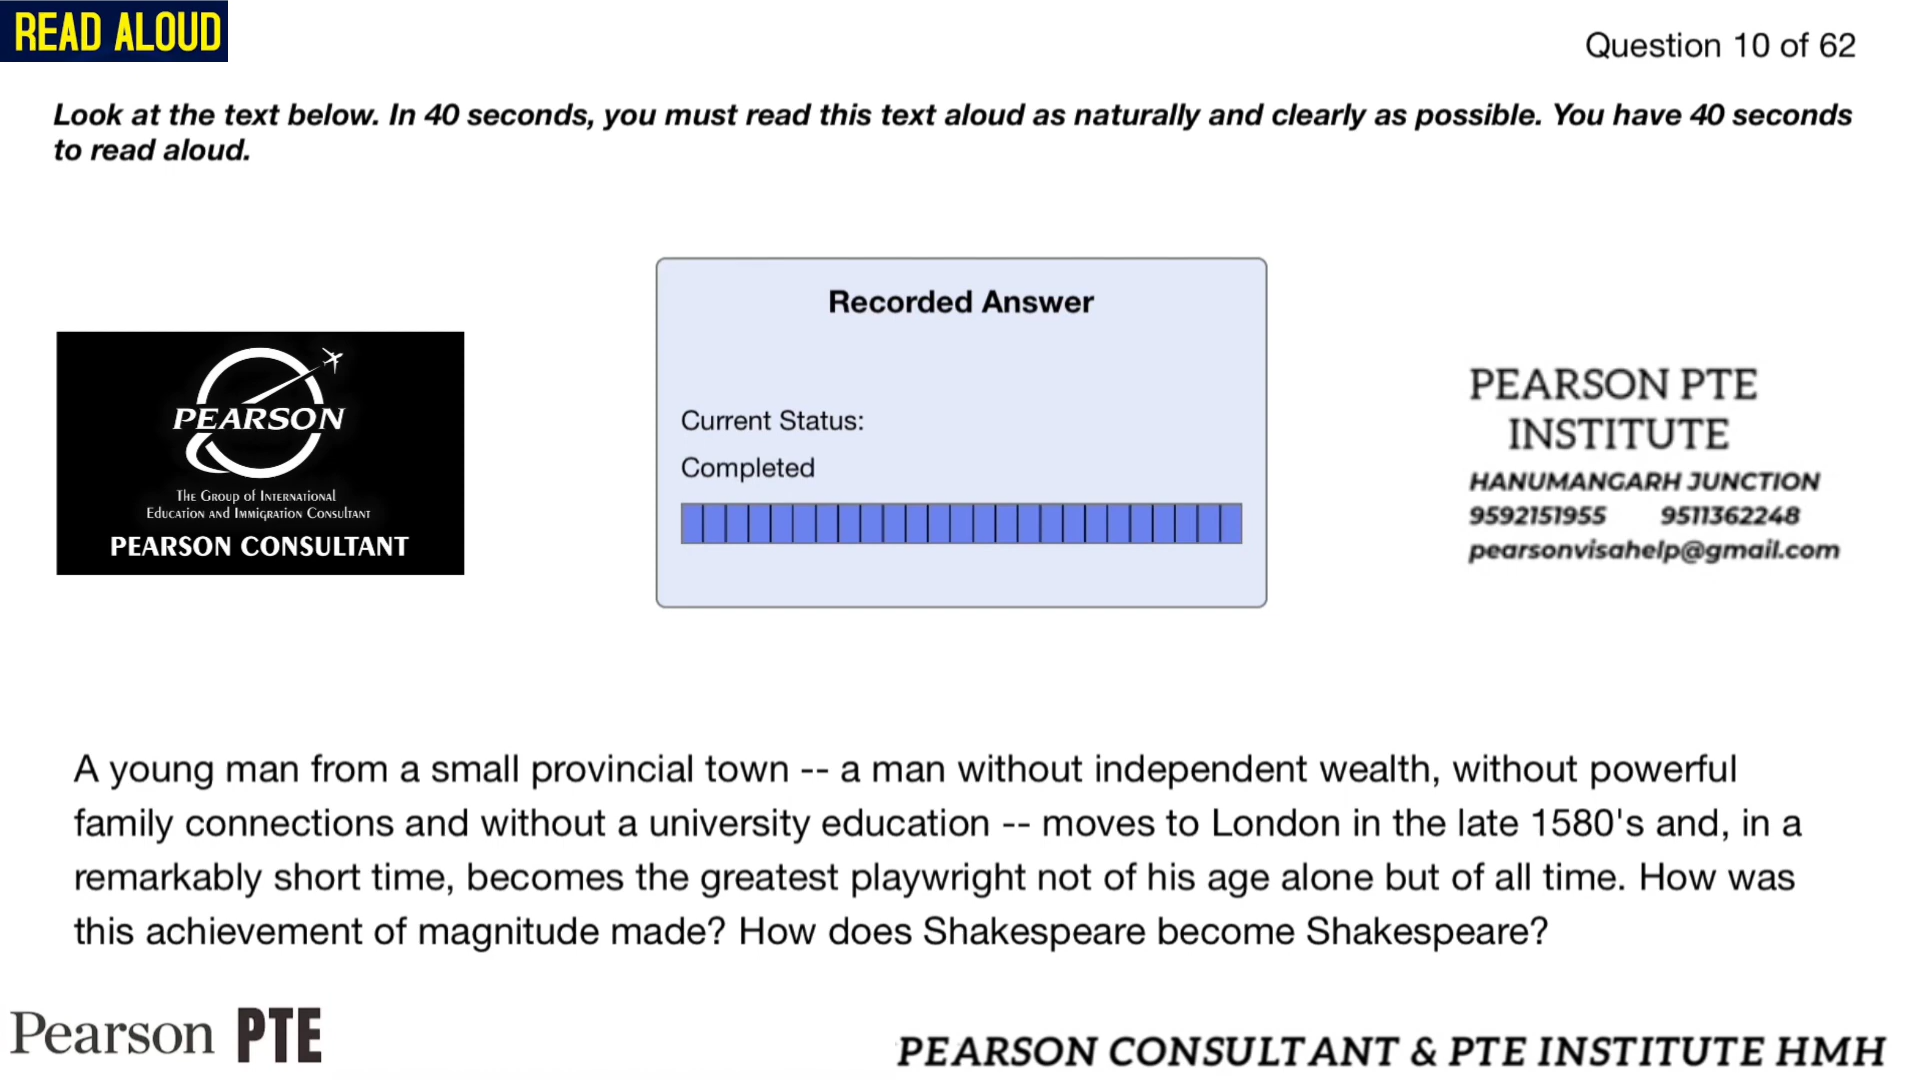 READ ALOUD
Question 10 of 62
Look at the text below. In 40 seconds, you must read this text aloud as naturally and clearly as possible. You have 40 seconds
to read aloud.
Recorded Answer
Current Status:
Completed
PEARSON
The Group of International
Education and Immigration Consultant
PEARSON CONSULTANT
PEARSON PTE
INSTITUTE
HANUMANGARH JUNCTION
9592151955 9511362248
pearsonvisahelp@gmail.com
A young man from a small provincial town -- a man without independent wealth, without powerful
family connections and without a university education -- moves to London in the late 1580's and, in a
remarkably short time, becomes the greatest playwright not of his age alone but of all time. How was
this achievement of magnitude made? How does Shakespeare become Shakespeare?
Pearson PTE
PEARSON CONSULTANT & PTE INSTITUTE HMH